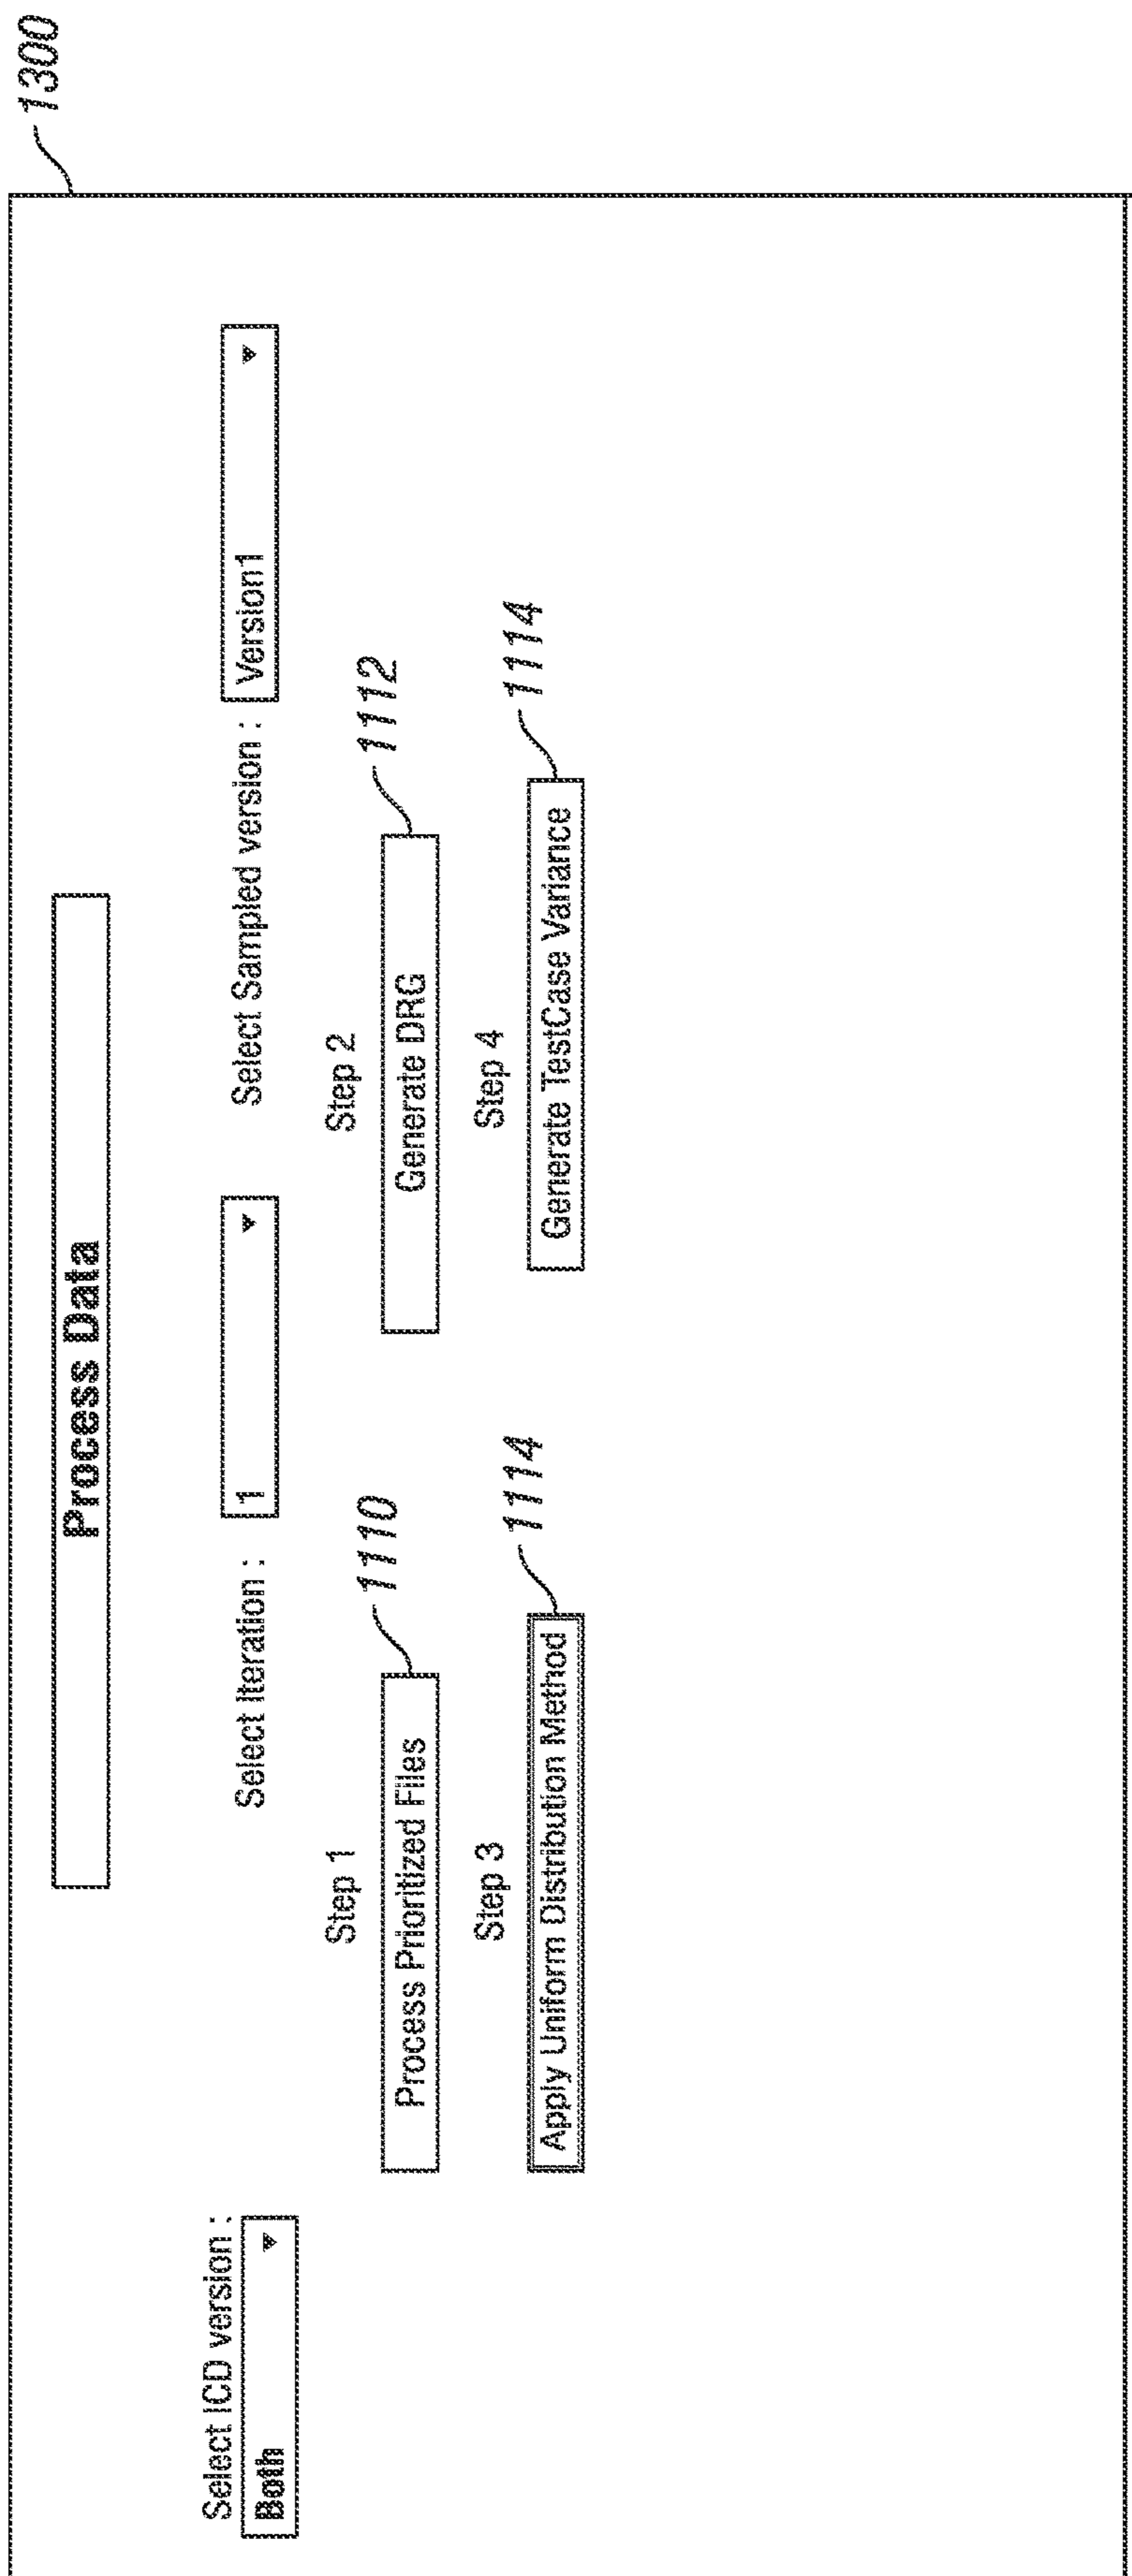 1300
Process Data
Select ICD version :
Both
Select Iteration :
1
Select Sampled version :
Version1
Step 1
Process Prioritized Files
1110
Step 2
Generate DRG
1112
Step 3
Apply Uniform Distribution Method
1114
Step 4
Generate TestCase Variance
1114